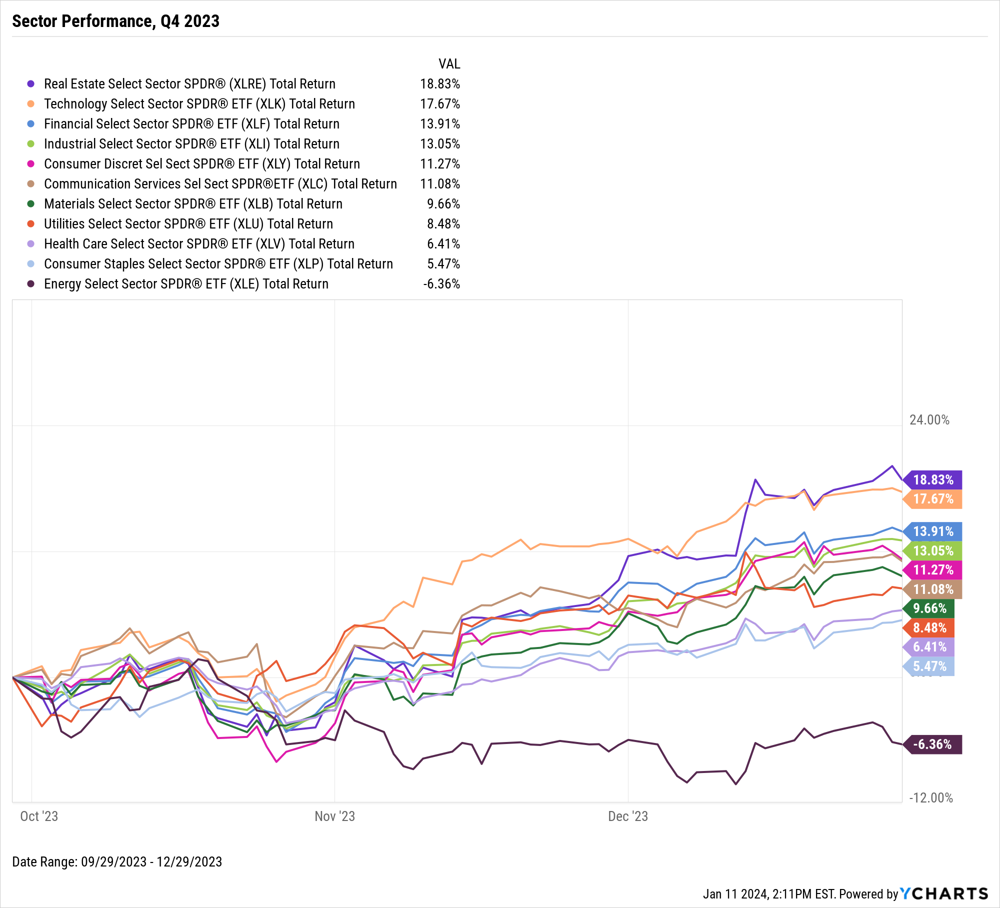 Sector Performance, Q4 2023
VAL
Real Estate Select Sector SPDR® (XLRE) Total Return 18.83%
Technology Select Sector SPDR® ETF (XLK) Total Return 17.67%
Financial Select Sector SPDR® ETF (XLF) Total Return 13.91%
Industrial Select Sector SPDR® ETF (XLI) Total Return 13.05%
Consumer Discret Sel Sect SPDR® ETF (XLY) Total Return 11.27%
Communication Services Sel Sect SPDR®ETF (XLC) Total Return 11.08%
Materials Select Sector SPDR® ETF (XLB) Total Return 9.66%
Utilities Select Sector SPDR® ETF (XLU) Total Return 8.48%
Health Care Select Sector SPDR® ETF (XLV) Total Return 6.41%
Consumer Staples Select Sector SPDR® ETF (XLP) Total Return 5.47%
Energy Select Sector SPDR® ETF (XLE) Total Return -6.36%
24.00%
18.83%
17.67%
13.91%
13.05%
11.27%
11.08%
9.66%
8.48%
6.41%
5.47%
-6.36%
-12.00%
Oct '23 Nov '23 Dec '23
Date Range: 09/29/2023 - 12/29/2023
Jan 11 2024, 2:11PM EST. Powered by YCHARTS